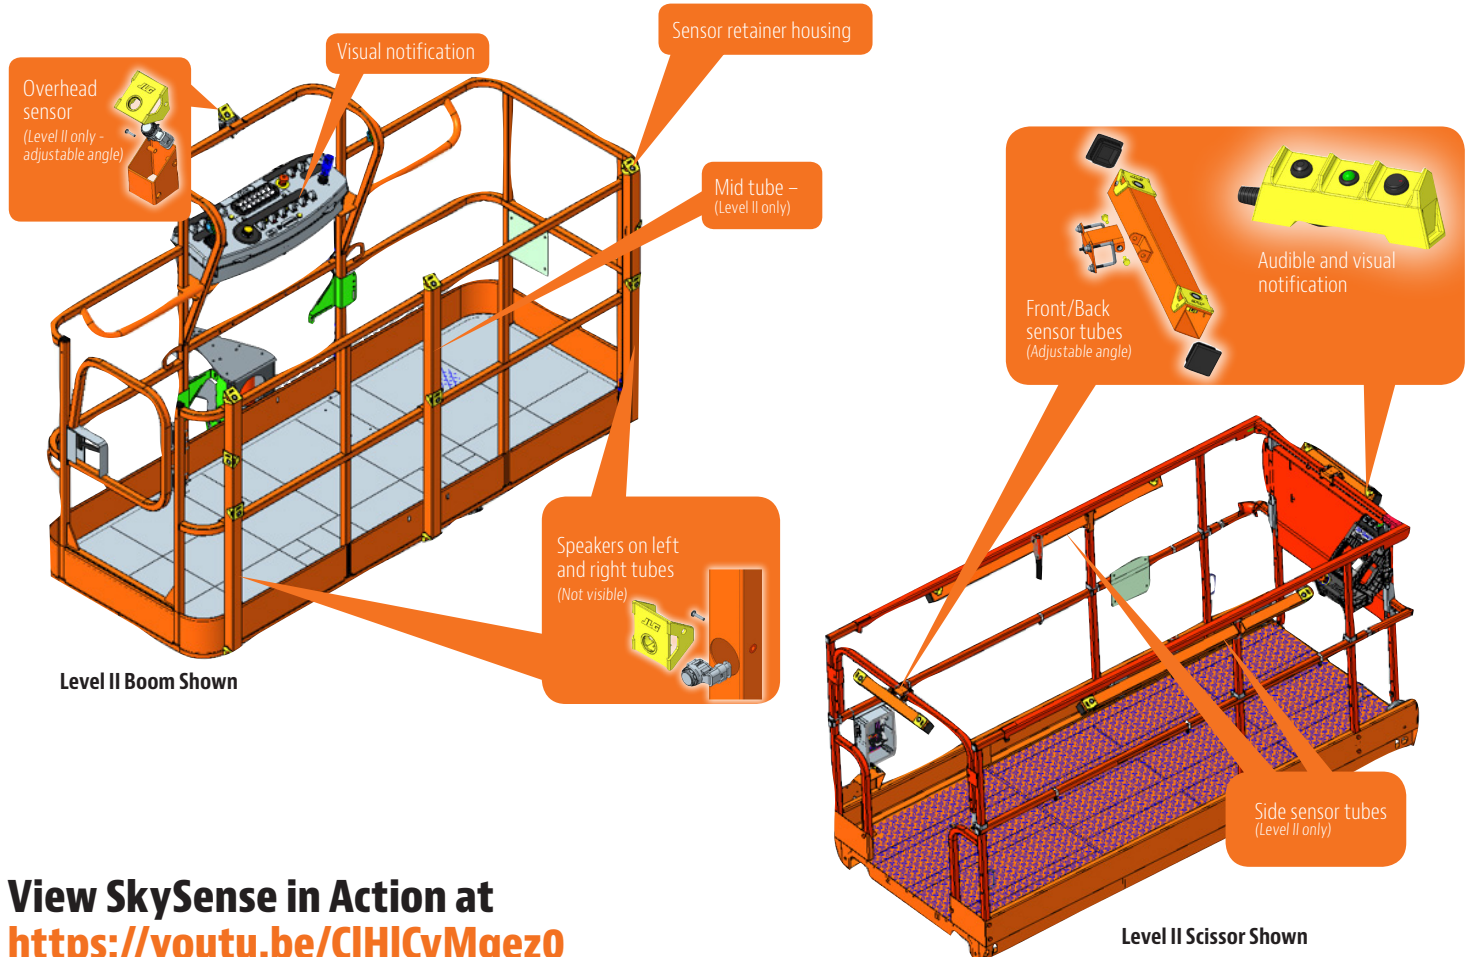 Sensor retainer housing
Visual notification
Overhead
sensor
(Level II only -
adjustable angle)
JLG
Mid tube –
(Level II only)
Audible and visual
notification
Front/Back
sensor tubes
(Adjustable angle)
Speakers on left
and right tubes
(Not visible)
JLG
Level II Boom Shown
Side sensor tubes
(Level II only)
View SkySense in Action at
Level II Scissor Shown